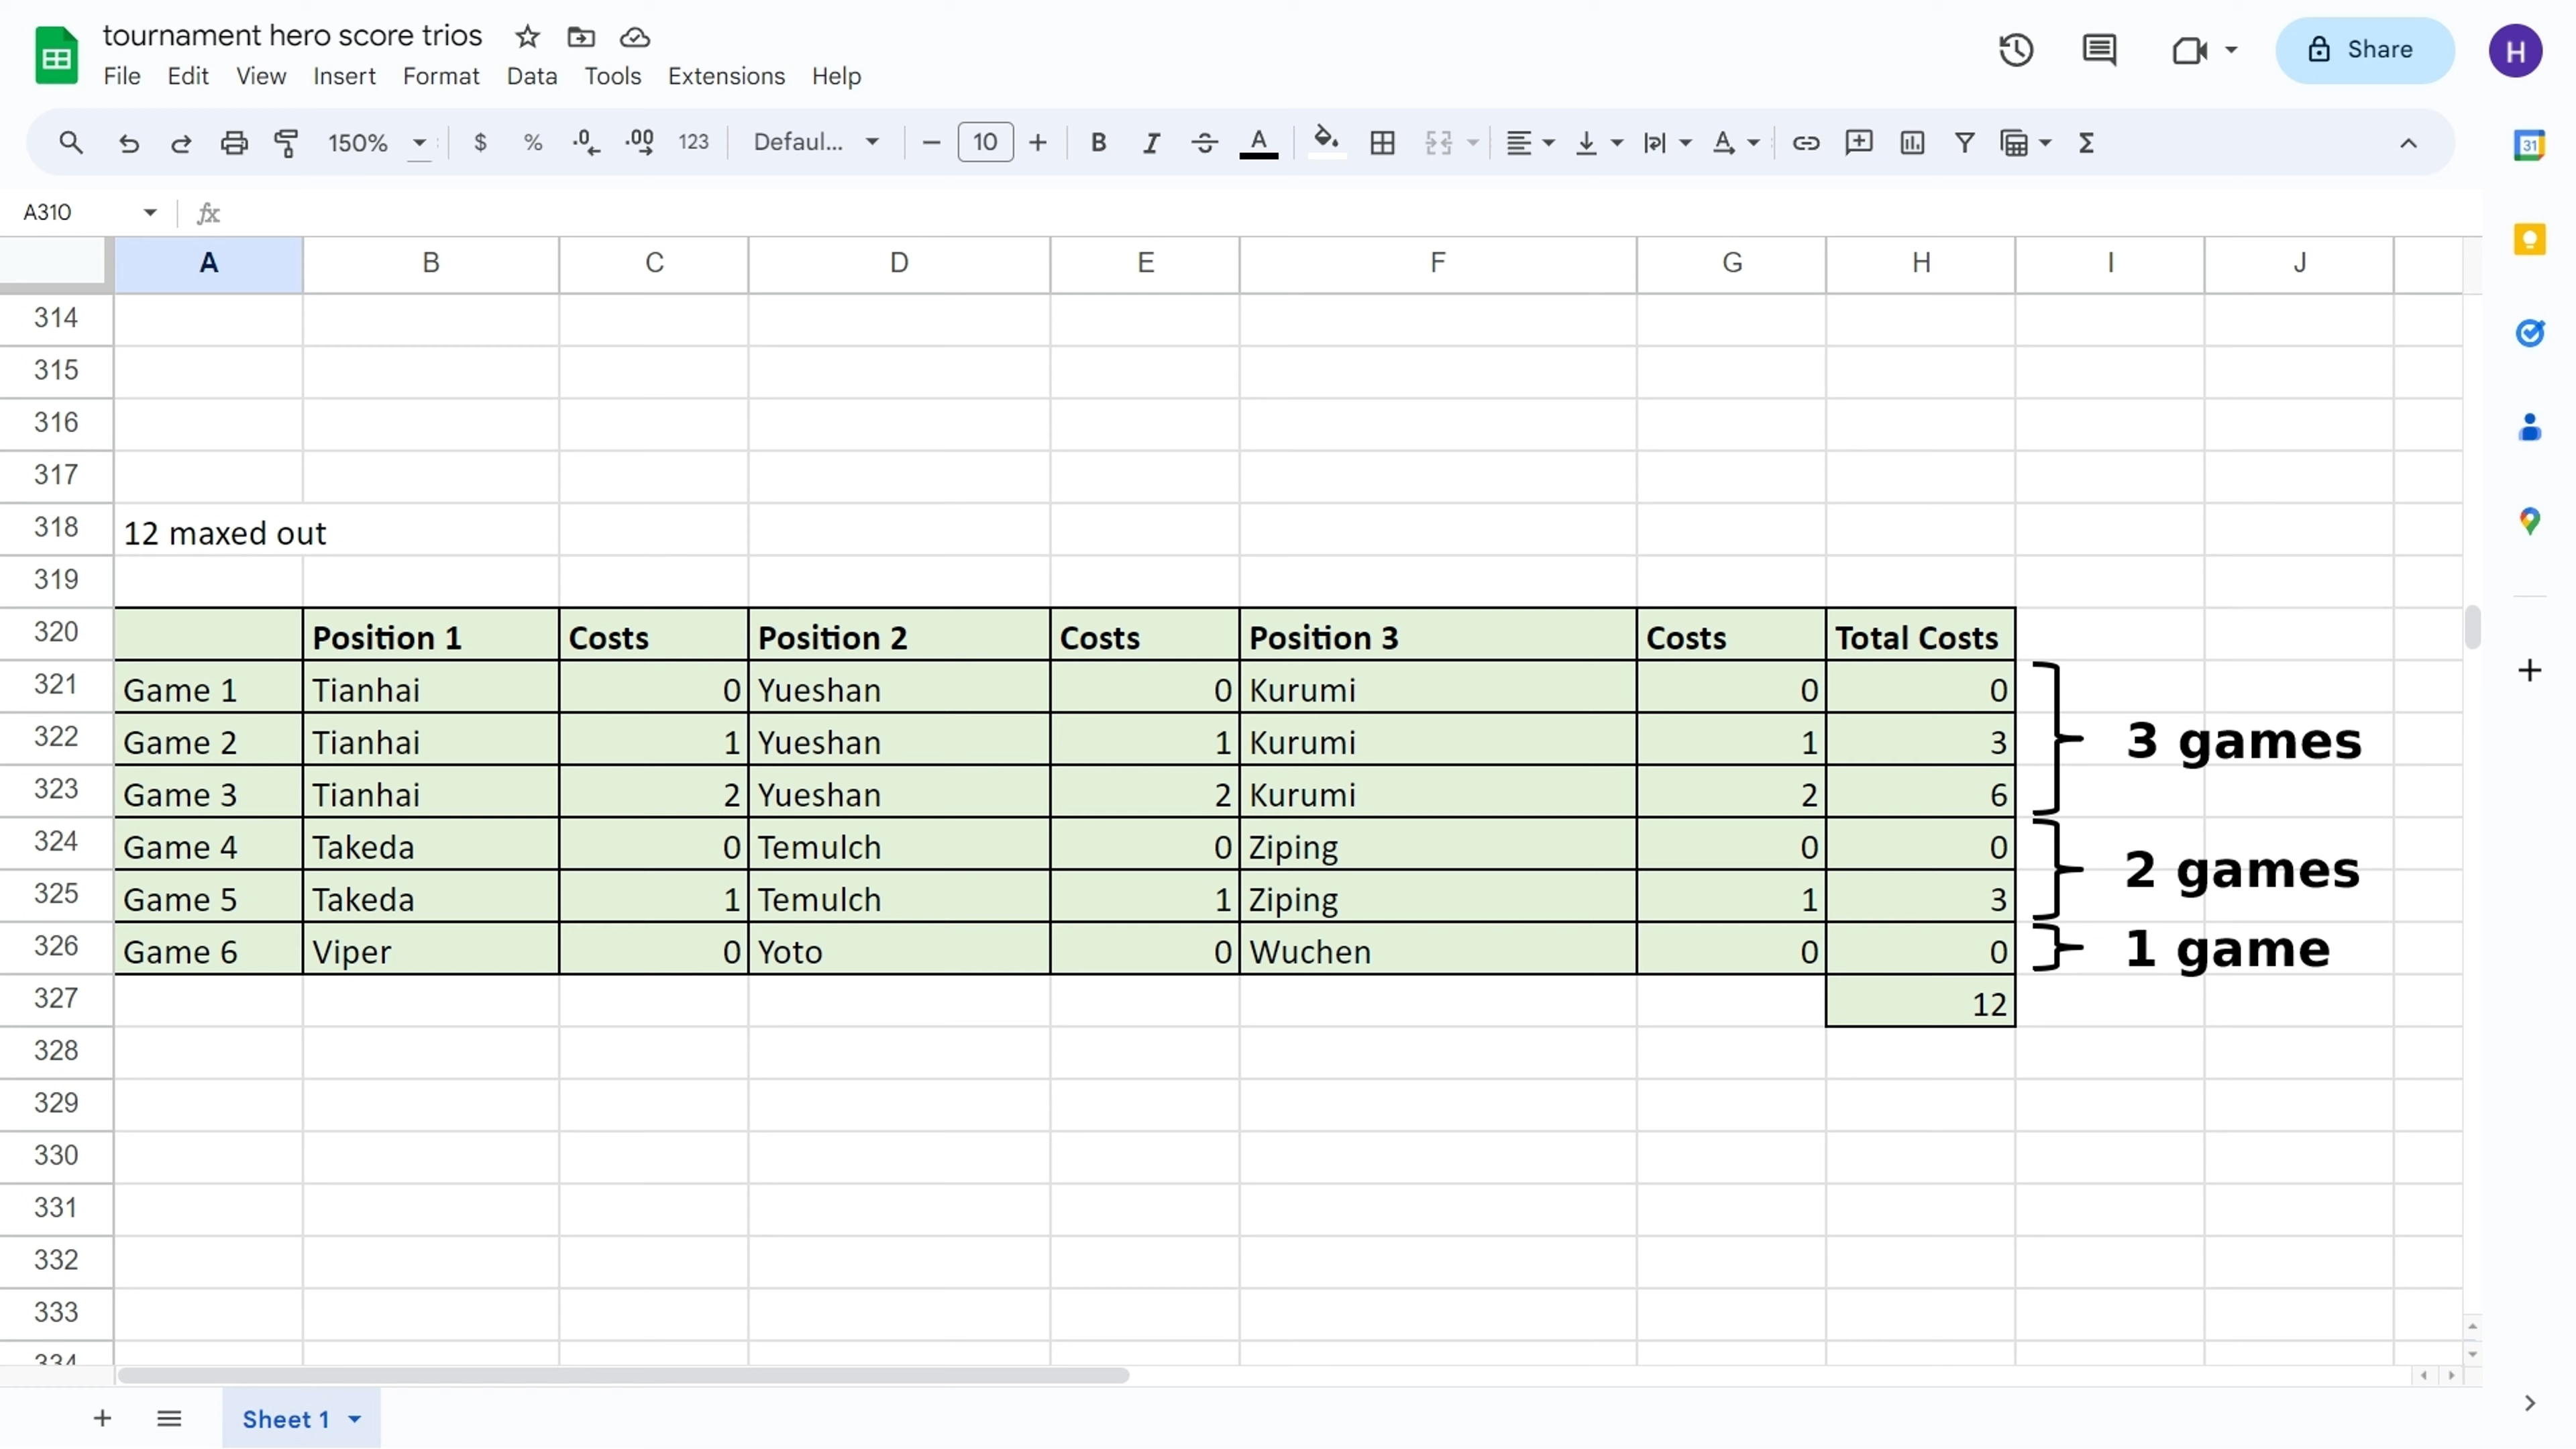 tournament hero score trios
File Edit View Insert Format Data Tools Extensions Help
Share
H
150% $ % .0 .00 123 Defaul... 10 B I A Σ
31
A310 fx
A B C D E F G H I J
314
315
316
317
318 12 maxed out
319
320 Position 1 Costs Position 2 Costs Position 3 Costs Total Costs
321 Game 1 Tianhai 0 Yueshan 0 Kurumi 0 0
322 Game 2 Tianhai 1 Yueshan 1 Kurumi 1 3
3 games
323 Game 3 Tianhai 2 Yueshan 2 Kurumi 2 6
324 Game 4 Takeda 0 Temulch 0 Ziping 0 0
2 games
325 Game 5 Takeda 1 Temulch 1 Ziping 1 3
326 Game 6 Viper 0 Yoto 0 Wuchen 0 0
1 game
327 12
328
329
330
331
332
333
334
Sheet 1